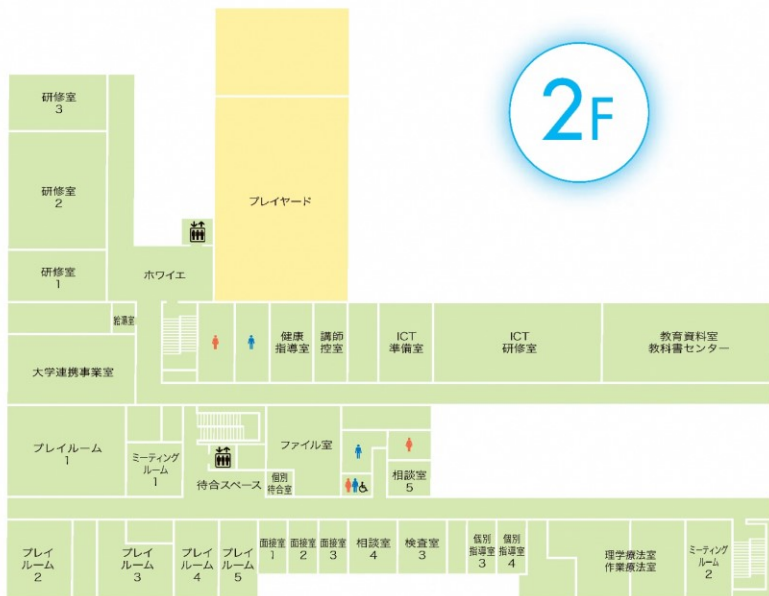 2F
研修室
3
研修室
2
プレイヤード
研修室
1
ホワイエ
給湯室
健康
指導室
講師
控室
ICT
準備室
ICT
研修室
教育資料室
教科書センター
大学連携事業室
プレイルーム
1
ミーティング
ルーム
1
待合スペース
ファイル室
個別
待合室
相談室
5
プレイ
ルーム
2
プレイ
ルーム
3
プレイ
ルーム
4
プレイ
ルーム
5
面接室
1
面接室
2
面接室
3
相談室
4
検査室
3
個別
指導室
3
個別
指導室
4
理学療法室
作業療法室
ミーティング
ルーム
2